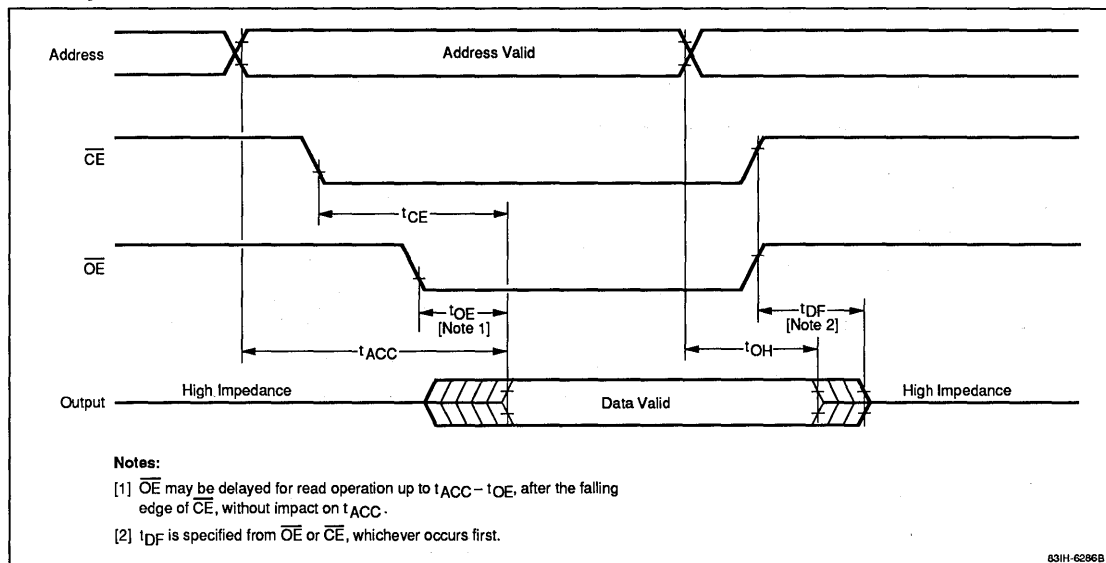 Address
Address Valid
CE
tCE
OE
tOE
[Note 1]
tDF
[Note 2]
tACC
tOH
High Impedance
Output
Data Valid
High Impedance
Notes:
[1] OE may be delayed for read operation up to tACC – tOE, after the falling
edge of CE, without impact on tACC.
[2] tDF is specified from OE or CE, whichever occurs first.
83IH-6286B